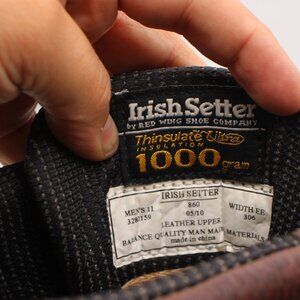 Irish Setter
BY RED WING SHOE COMPANY
Thinsulate Ultra
INSULATION
1000 gram
IRISH SETTER
MEN'S 11 860 WIDTH EE
328159 05/10 306
LEATHER UPPER
BALANCE QUALITY MAN MADE MATERIALS
made in china